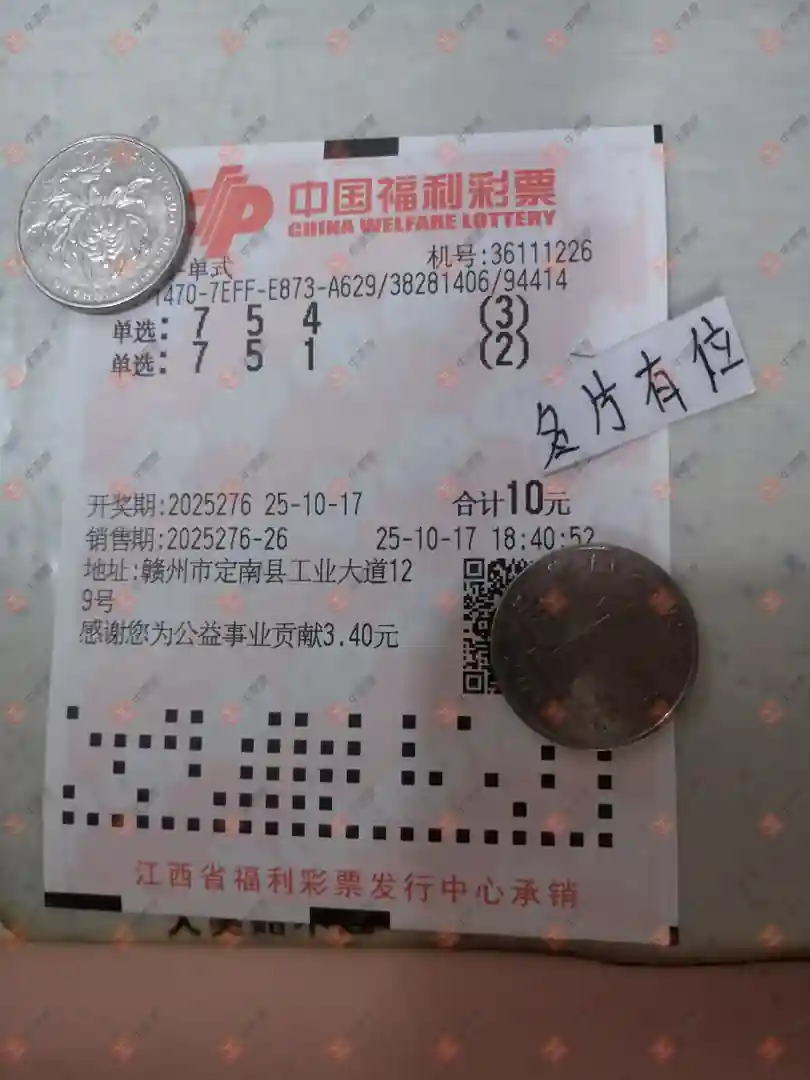 中国福利彩票
CHINA WELFARE LOTTERY
单式 机号:36111226
1470-7EFF-E873-A629/38281406/94414
单选: 7 5 4 (3)
单选: 7 5 1 (2)
名片有位
开奖期:2025276 25-10-17 合计10元
销售期:2025276-26 25-10-17 18:40:52
地址:赣州市定南县工业大道12
9号
感谢您为公益事业贡献3.40元
江西省福利彩票发行中心承销